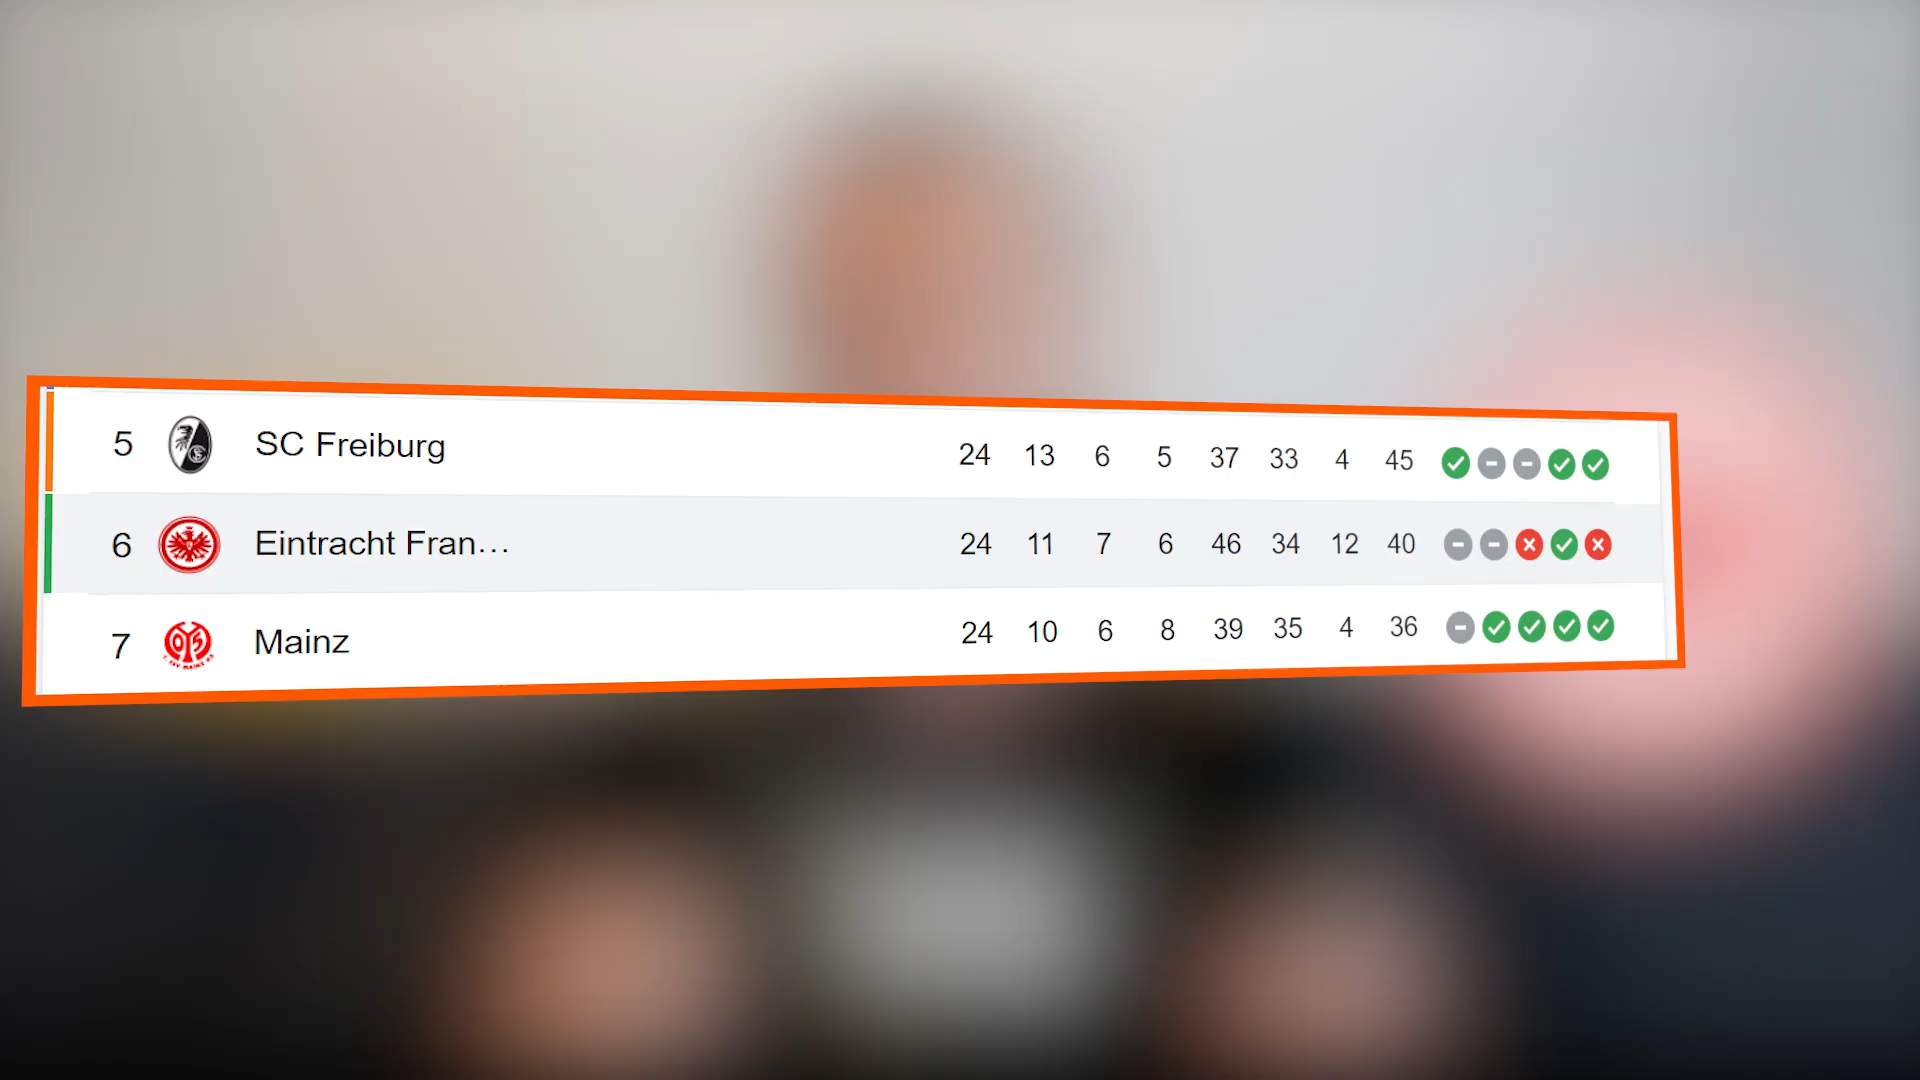 5 SC Freiburg 24 13 6 5 37 33 4 45
6 Eintracht Fran... 24 11 7 6 46 34 12 40
7 Mainz 24 10 6 8 39 35 4 36